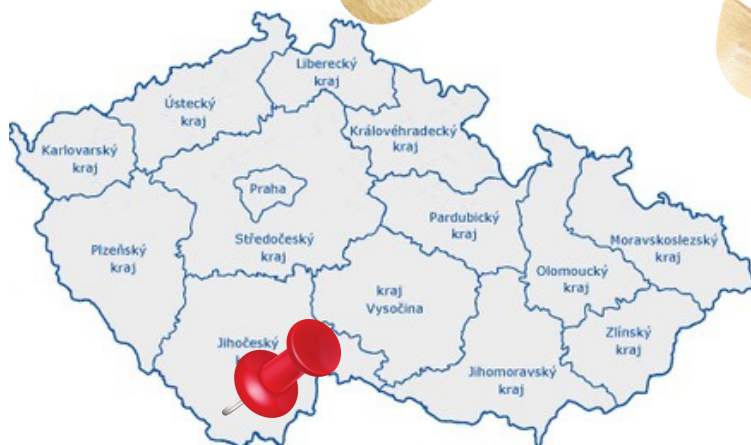 Liberecký
kraj
Ústecký
kraj
Královéhradecký
kraj
Karlovarský
kraj
Praha
Pardubický
kraj
Středočeský
kraj
Plzeňský
kraj
Moravskoslezský
kraj
Olomoucký
kraj
kraj
Vysočina
Zlínský
kraj
Jihočeský
Jihomoravský
kraj